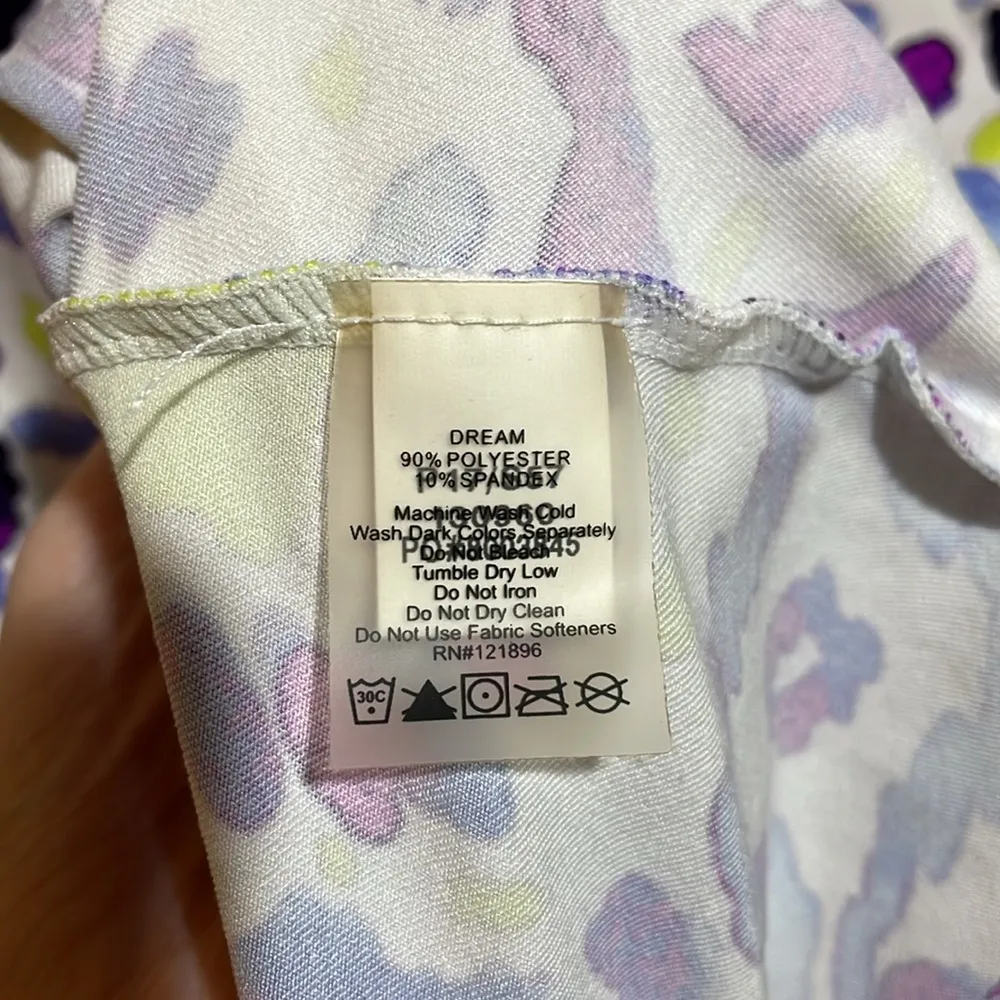 DREAM
90% POLYESTER
10% SPANDEX
Machine Wash Cold
Wash Dark Colors Separately
Do Not Bleach
Tumble Dry Low
Do Not Iron
Do Not Dry Clean
Do Not Use Fabric Softeners
RN#121896
30C